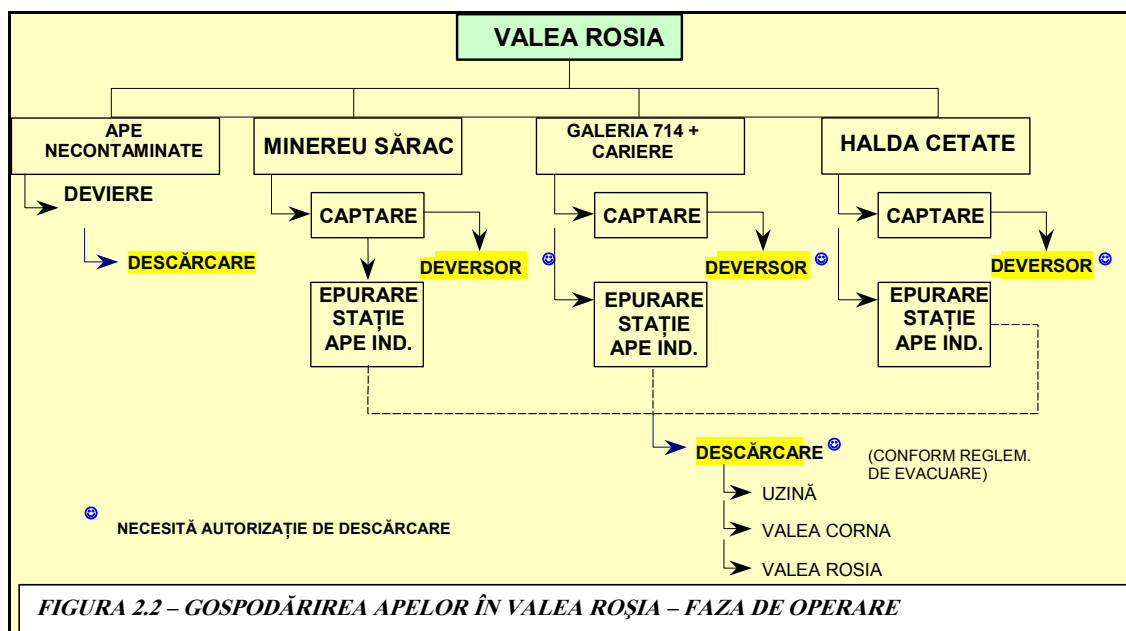 VALEA ROSIA
APE
NECONTAMINATE
MINEREU SĂRAC
GALERIA 714 +
CARIERE
HALDA CETATE
DEVIERE
DESCĂRCARE
CAPTARE
DEVERSOR
EPURARE
STAȚIE
APE IND.
CAPTARE
DEVERSOR
EPURARE
STAȚIE
APE IND.
CAPTARE
DEVERSOR
EPURARE
STAȚIE
APE IND.
DESCĂRCARE
(CONFORM REGLEM.
DE EVACUARE)
UZINĂ
VALEA CORNA
VALEA ROSIA
NECESITĂ AUTORIZAȚIE DE DESCĂRCARE
FIGURA 2.2 – GOSPODĂRIREA APELOR ÎN VALEA ROŞIA – FAZA DE OPERARE